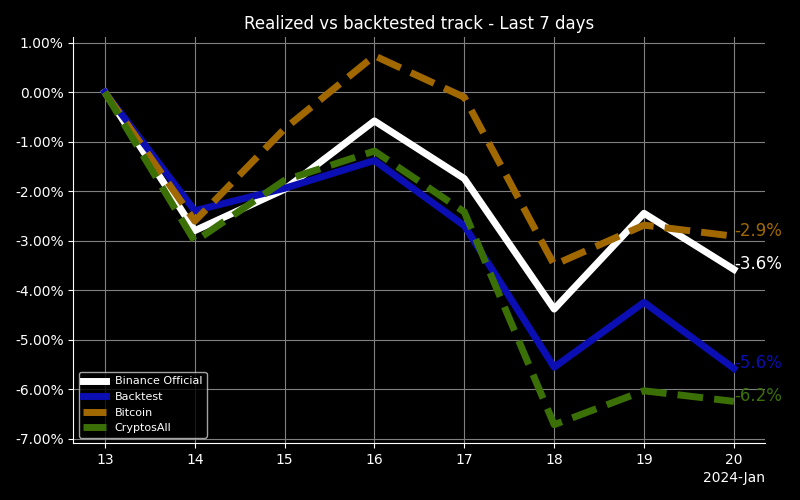 Realized vs backtested track - Last 7 days
1.00%
0.00%
-1.00%
-2.00%
-3.00%
-4.00%
-5.00%
-6.00%
-7.00%
-2.9%
-3.6%
-5.6%
-6.2%
Binance Official
Backtest
Bitcoin
CryptosAll
13 14 15 16 17 18 19 20
2024-Jan